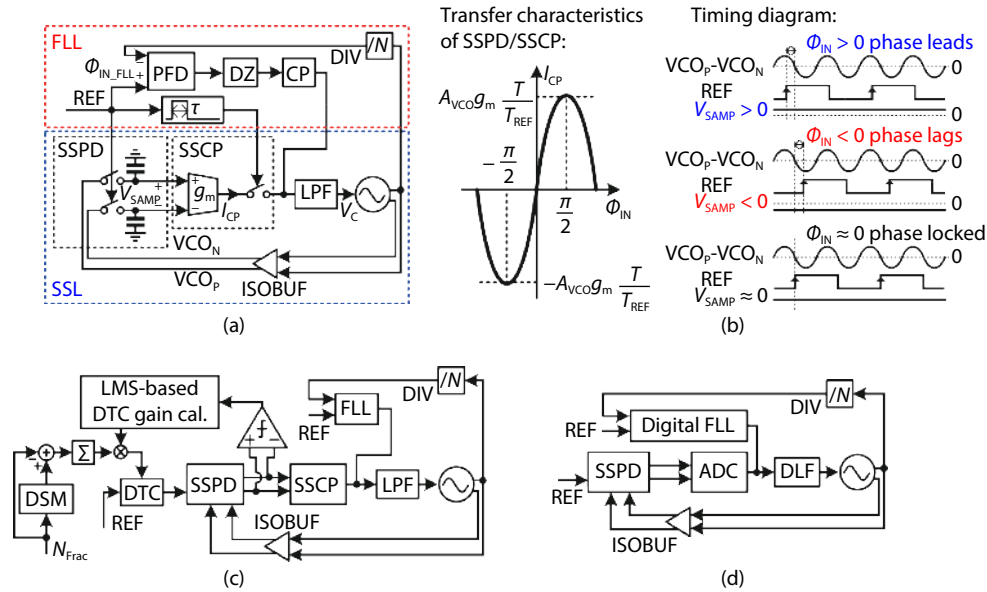 FLL
Φ_IN_FLL
+
−
PFD
DZ
CP
DIV
/N
REF
τ
SSPD
SSCP
V_SAMP
+
−
+
−
g_m
I_CP
LPF
V_C
VCO_N
VCO_P
ISOBUF
SSL
(a)
Transfer characteristics
of SSPD/SSCP:
I_CP
A_VCO g_m T/T_REF
−π/2
π/2
Φ_IN
−A_VCO g_m T/T_REF
Timing diagram:
Φ_IN > 0 phase leads
VCO_P-VCO_N
0
REF
V_SAMP > 0
0
Φ_IN < 0 phase lags
VCO_P-VCO_N
0
REF
V_SAMP < 0
0
Φ_IN ≈ 0 phase locked
VCO_P-VCO_N
0
REF
V_SAMP ≈ 0
(b)
LMS-based
DTC gain cal.
+ −
/N
DIV
FLL
REF
−
+
Σ
DSM
DTC
REF
N_Frac
SSPD
SSCP
LPF
ISOBUF
(c)
/N
DIV
REF
Digital FLL
SSPD
ADC
DLF
REF
ISOBUF
(d)